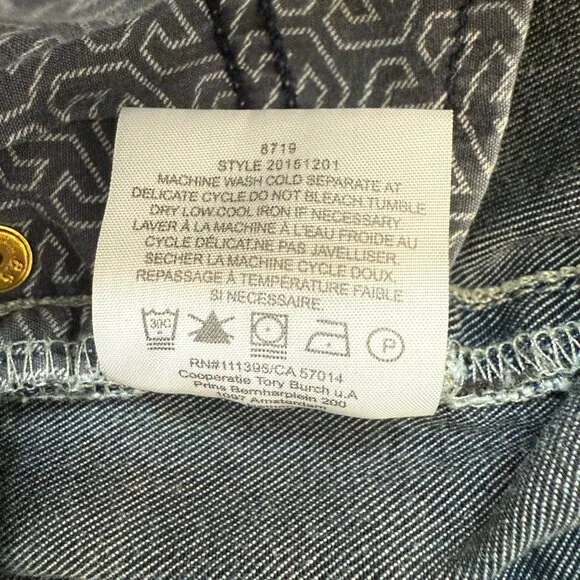 8719
STYLE 20151201
MACHINE WASH COLD SEPARATE AT
DELICATE CYCLE DO NOT BLEACH TUMBLE
DRY LOW.COOL IRON IF NECESSARY.
LAVER À LA MACHINE À L'EAU FROIDE AU
CYCLE DÉLICAT.NE PAS JAVELLISER.
SECHER LA MACHINE CYCLE DOUX.
REPASSAGE À TEMPÉRATURE FAIBLE
SI NECESSAIRE.
30C
P
RN#111398/CA 57014
Cooperatie Tory Burch u.A
Prins Bernharplein 200
1097 Amsterdam